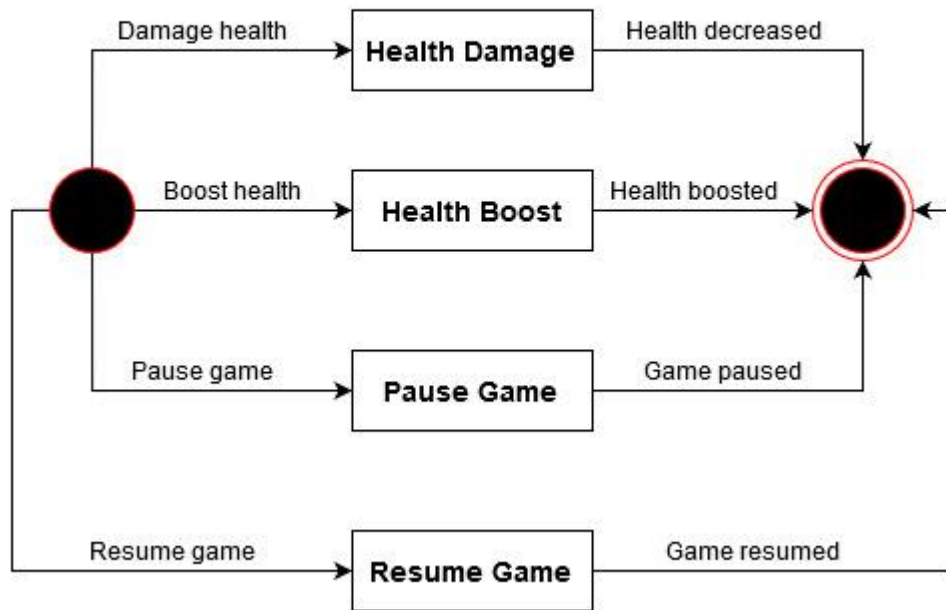 Damage health
Health Damage
Health decreased
Boost health
Health Boost
Health boosted
Pause game
Pause Game
Game paused
Resume game
Resume Game
Game resumed